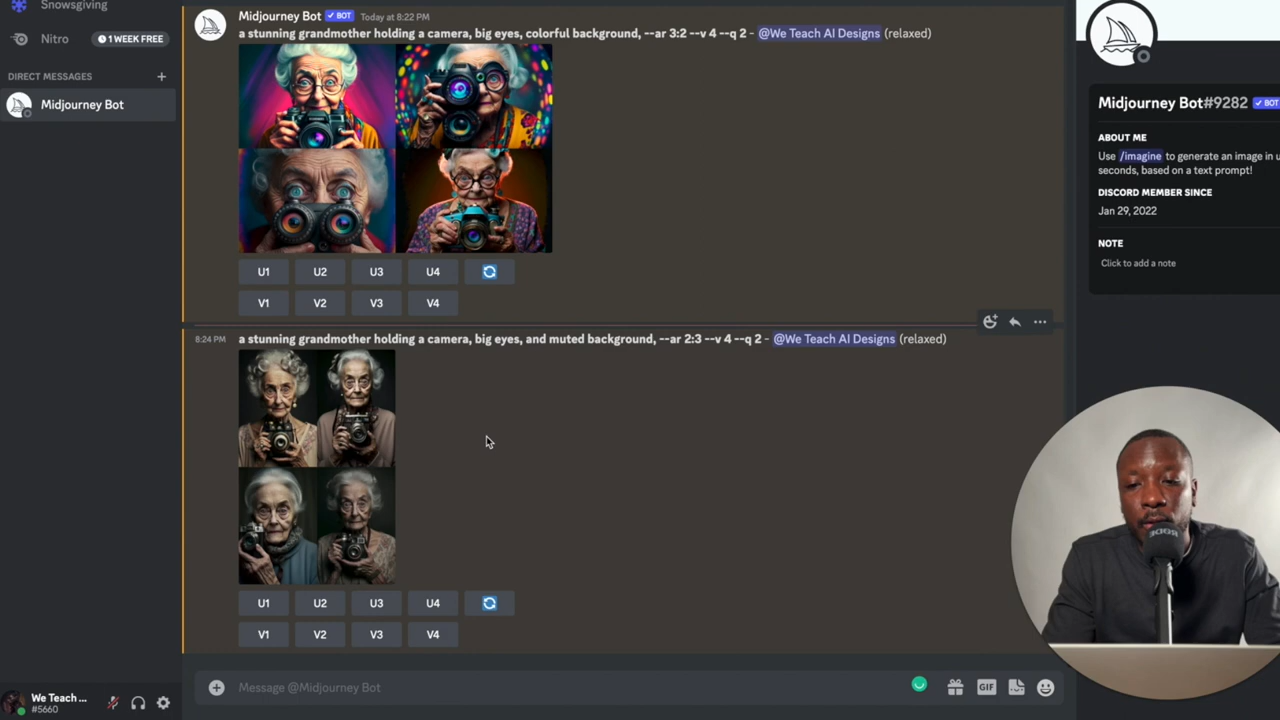 Snowsgiving
Nitro
1 WEEK FREE
DIRECT MESSAGES
Midjourney Bot
We Teach ...
#5660
Midjourney Bot ✓ BOT Today at 8:22 PM
a stunning grandmother holding a camera, big eyes, colorful background, --ar 3:2 --v 4 --q 2 - @We Teach AI Designs (relaxed)
U1 U2 U3 U4
V1 V2 V3 V4
8:24 PM a stunning grandmother holding a camera, big eyes, and muted background, --ar 2:3 --v 4 --q 2 - @We Teach AI Designs (relaxed)
U1 U2 U3 U4
V1 V2 V3 V4
Message @Midjourney Bot
GIF
Midjourney Bot#9282 ✓ BOT
ABOUT ME
Use /imagine to generate an image in
seconds, based on a text prompt!
DISCORD MEMBER SINCE
Jan 29, 2022
NOTE
Click to add a note
RODE